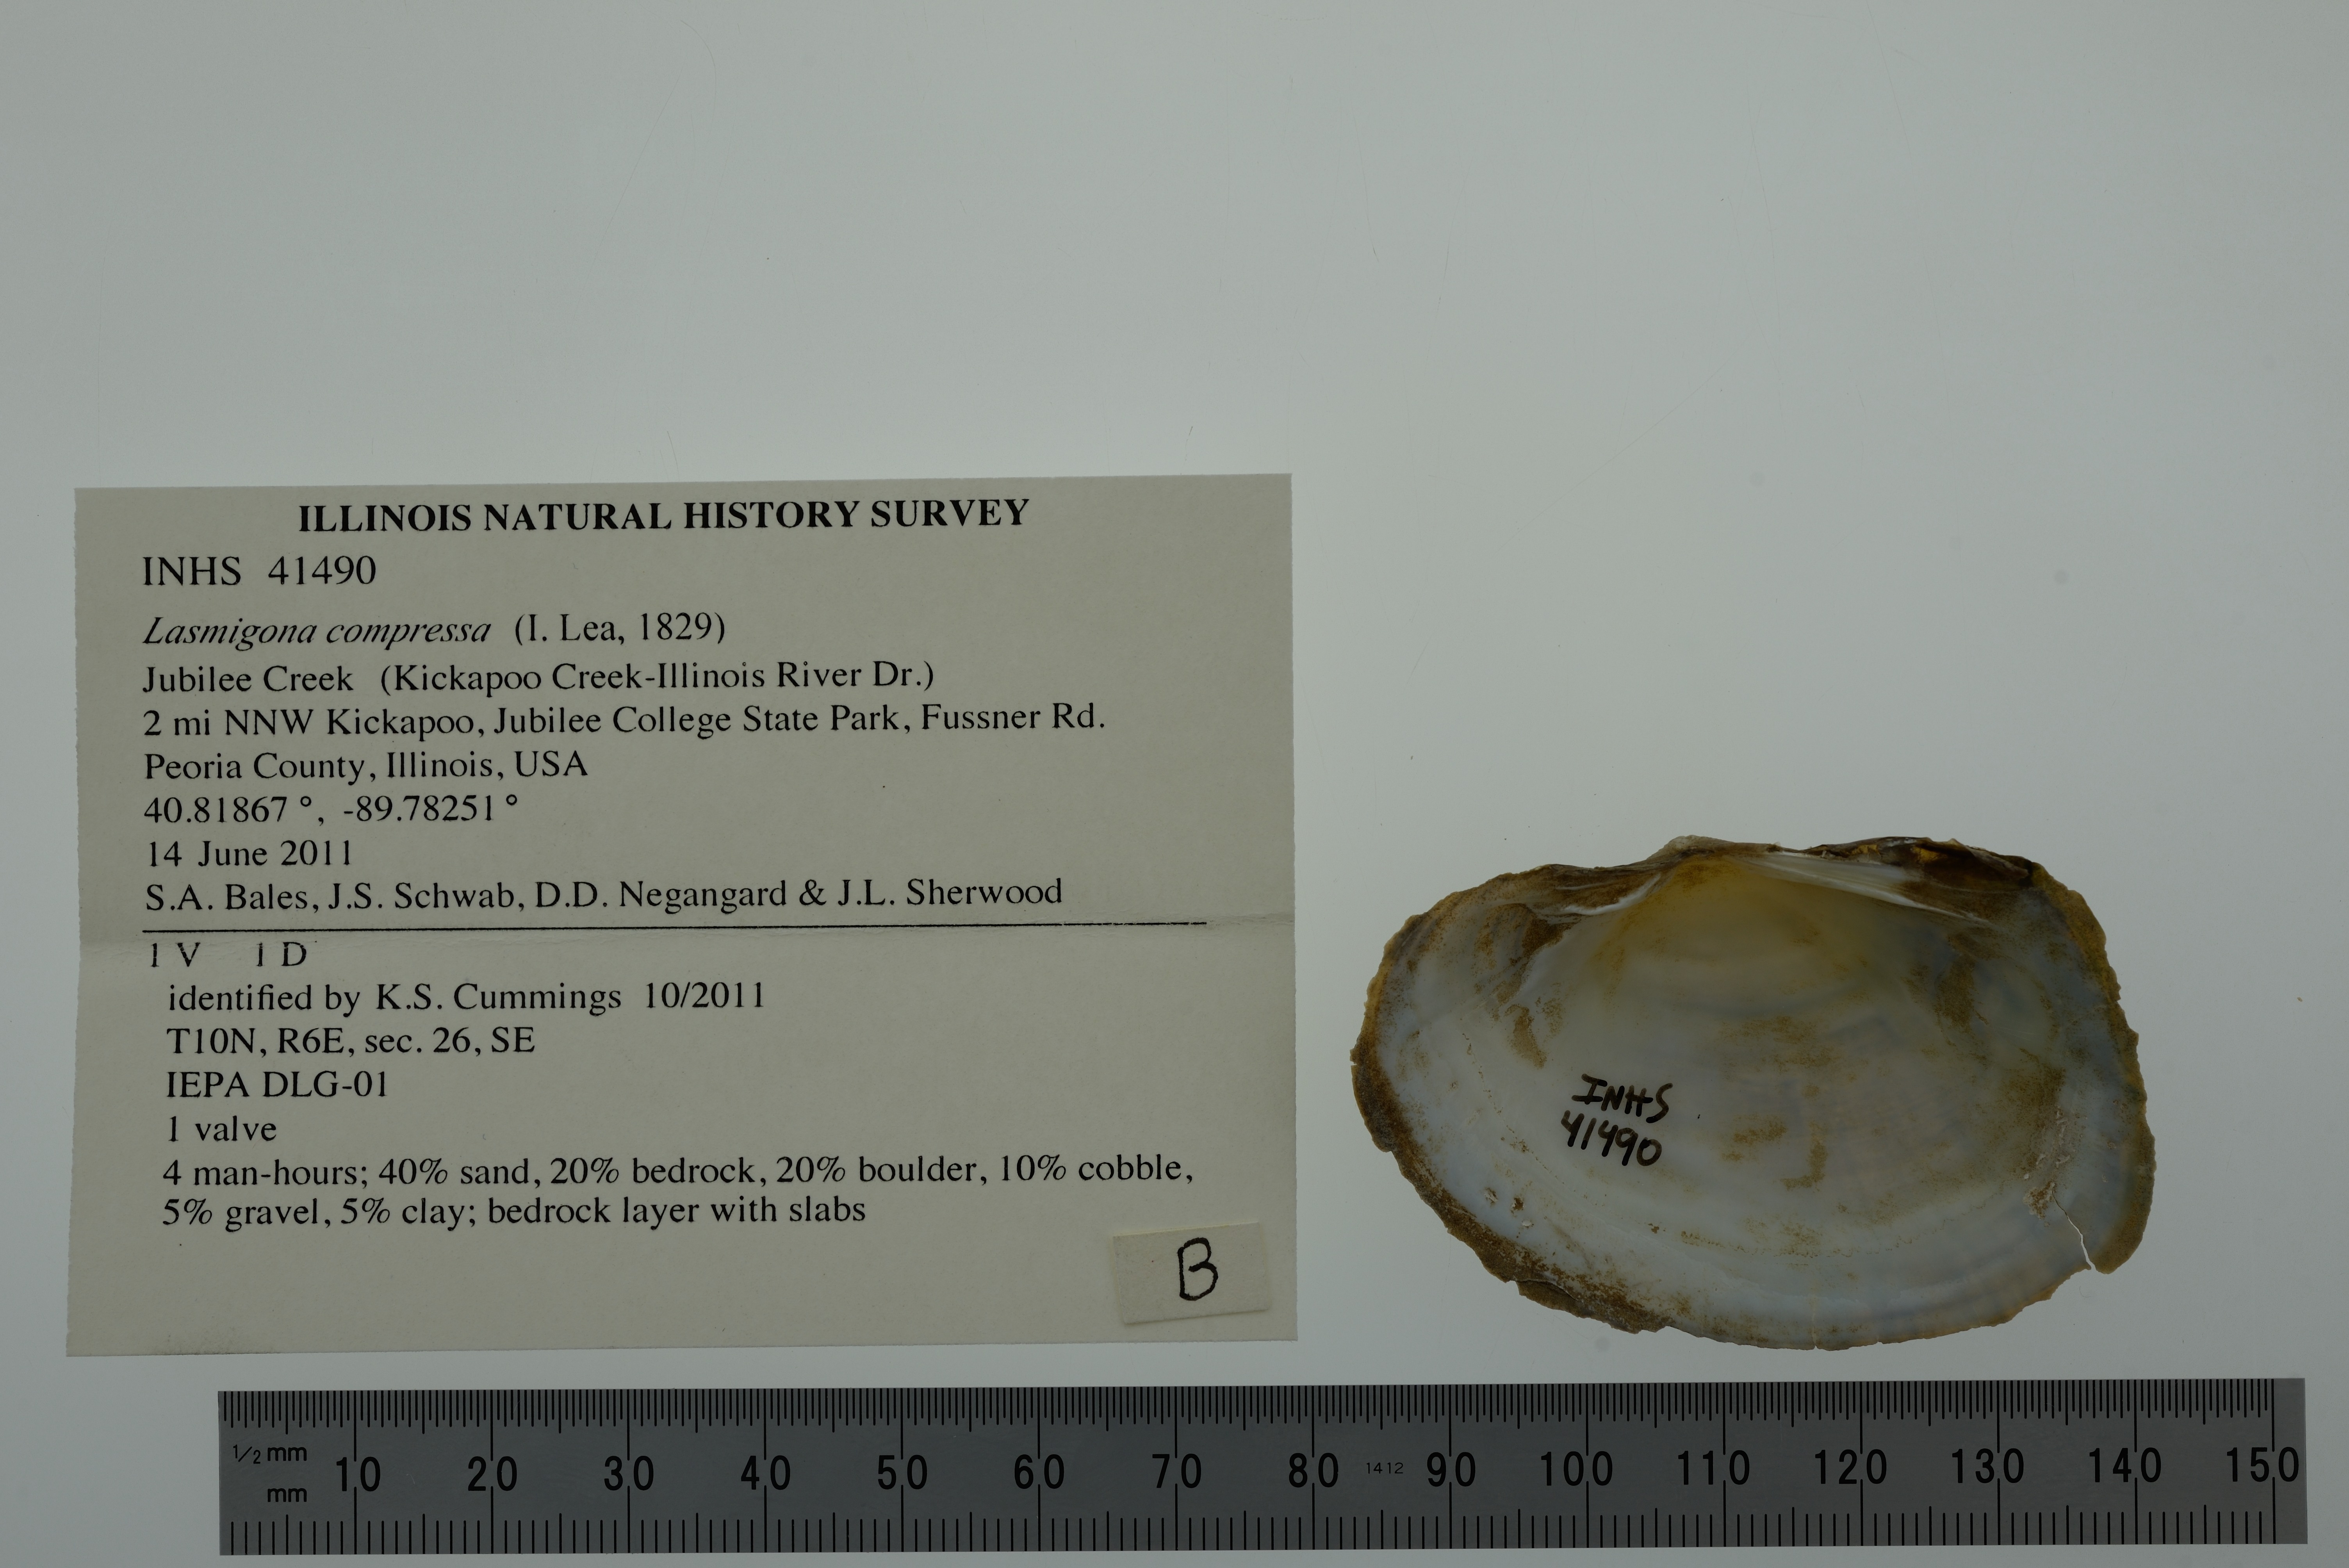 ILLINOIS NATURAL HISTORY SURVEY
INHS 41490
Lasmigona compressa (I. Lea, 1829)
Jubilee Creek (Kickapoo Creek-Illinois River Dr.)
2 mi NNW Kickapoo, Jubilee College State Park, Fussner Rd.
Peoria County, Illinois, USA
40.81867 °, -89.78251 °
14 June 2011
S.A. Bales, J.S. Schwab, D.D. Negangard & J.L. Sherwood
1 V 1 D
identified by K.S. Cummings 10/2011
T10N, R6E, sec. 26, SE
IEPA DLG-01
1 valve
4 man-hours; 40% sand, 20% bedrock, 20% boulder, 10% cobble,
5% gravel, 5% clay; bedrock layer with slabs
B
INHS
41490
1/2 mm
mm
10 20 30 40 50 60 70 80 1412 90 100 110 120 130 140 150